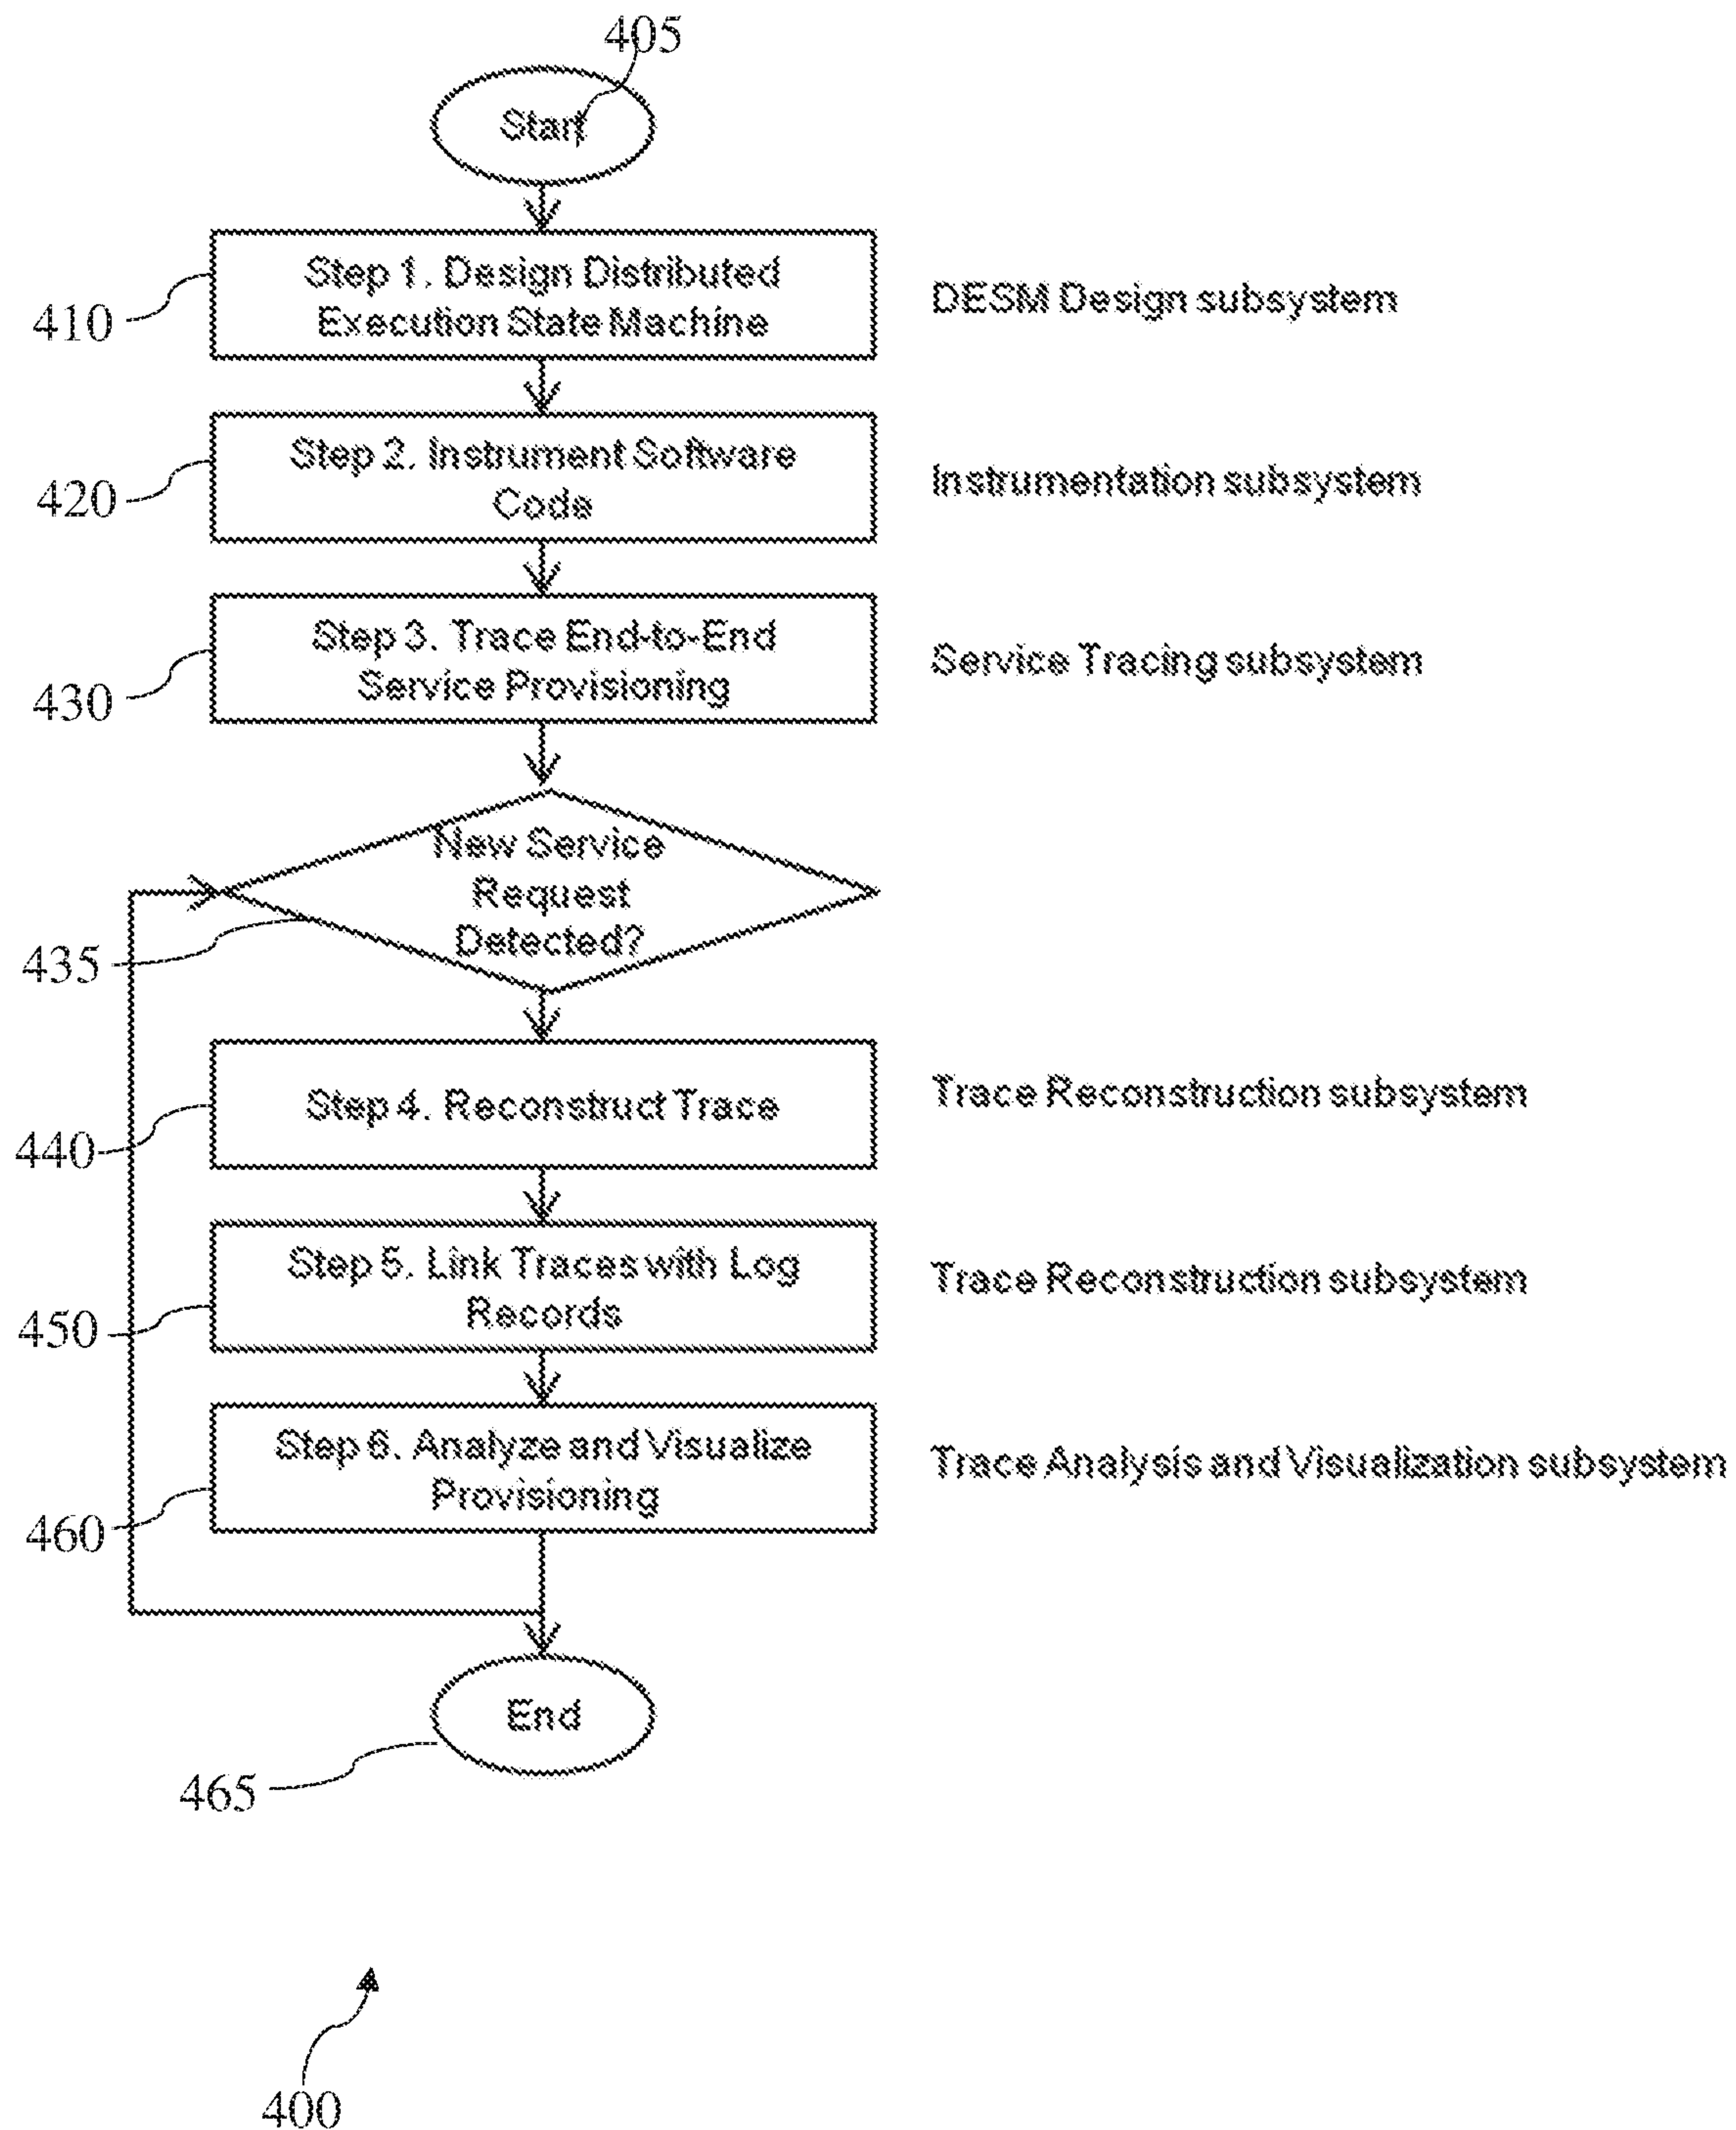 405
Start
Step 1. Design Distributed
Execution State Machine
DESM Design subsystem
410
Step 2. Instrument Software
Code
Instrumentation subsystem
420
Step 3. Trace End-to-End
Service Provisioning
Service Tracing subsystem
430
New Service
Request
Detected?
435
Step 4. Reconstruct Trace
Trace Reconstruction subsystem
440
Step 5. Link Traces with Log
Records
Trace Reconstruction subsystem
450
Step 6. Analyze and Visualize
Provisioning
Trace Analysis and Visualization subsystem
460
End
465
400